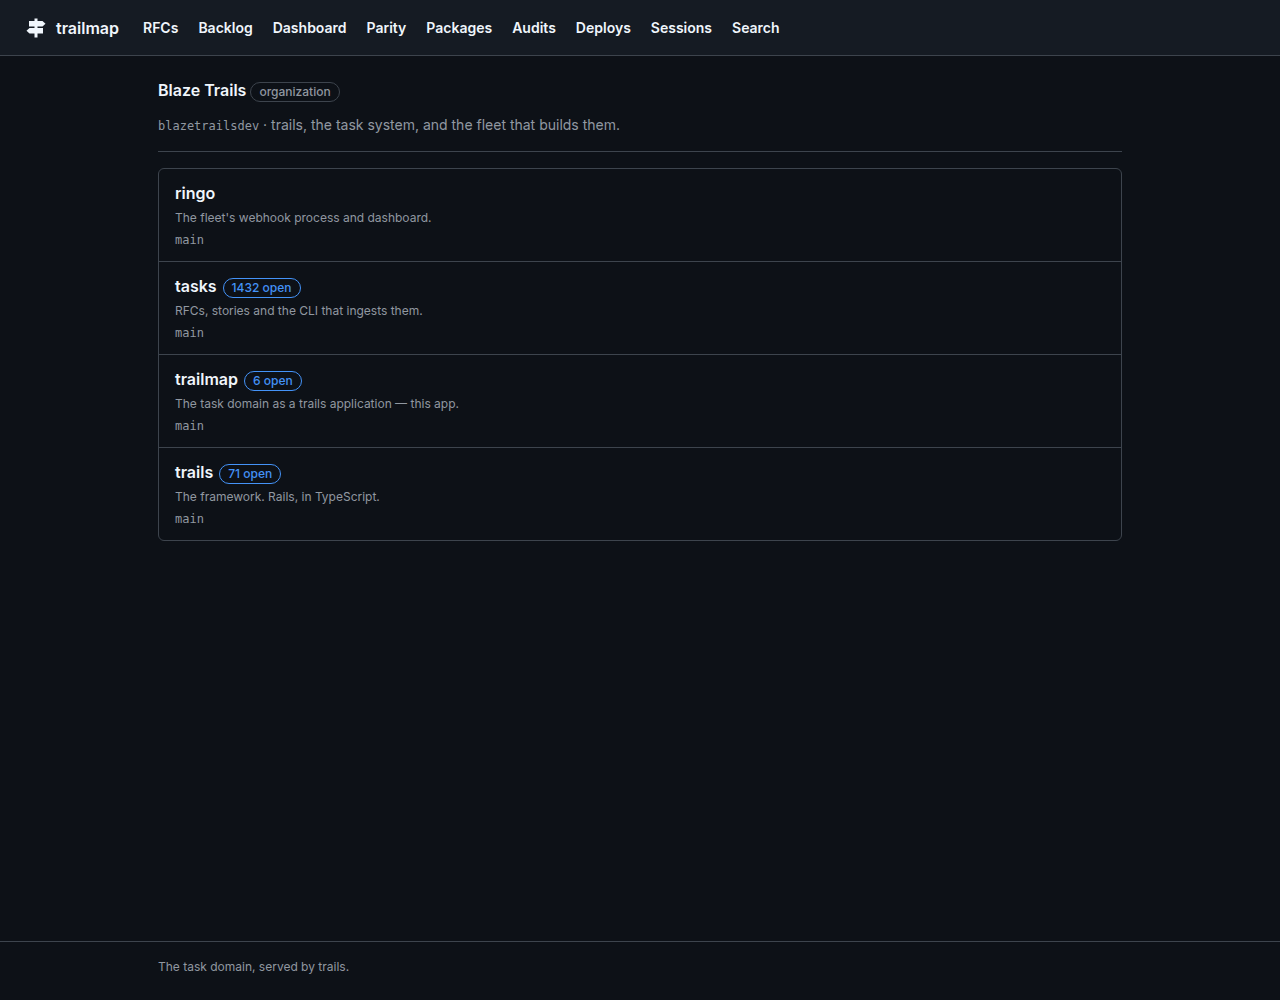 trailmap RFCs Backlog Dashboard Parity Packages Audits Deploys Sessions Search
Blaze Trails organization
blazetrailsdev · trails, the task system, and the fleet that builds them.
ringo
The fleet's webhook process and dashboard.
main
tasks 1432 open
RFCs, stories and the CLI that ingests them.
main
trailmap 6 open
The task domain as a trails application — this app.
main
trails 71 open
The framework. Rails, in TypeScript.
main
The task domain, served by trails.